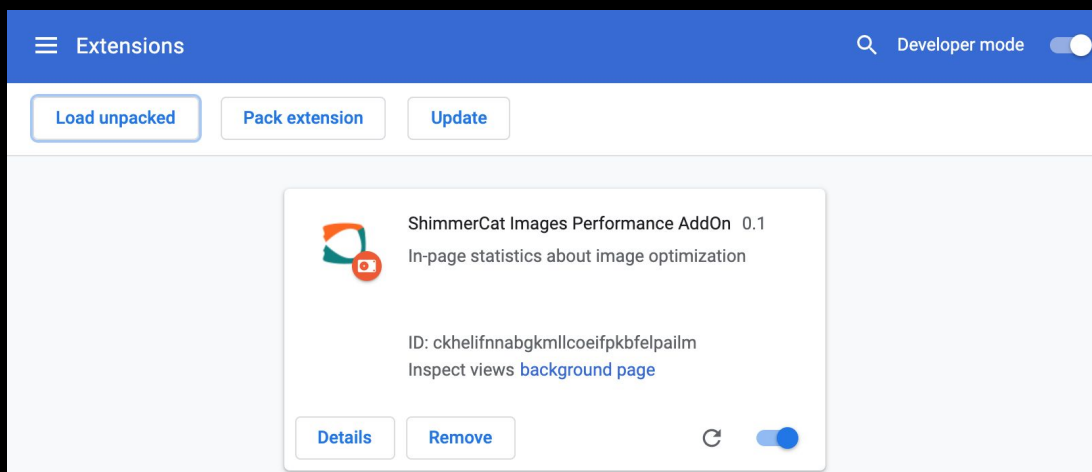 Extensions
Developer mode
Load unpacked
Pack extension
Update
ShimmerCat Images Performance AddOn 0.1
In-page statistics about image optimization
ID: ckhelifnnabgkmllcoeifpkbfelpailm
Inspect views background page
Details
Remove